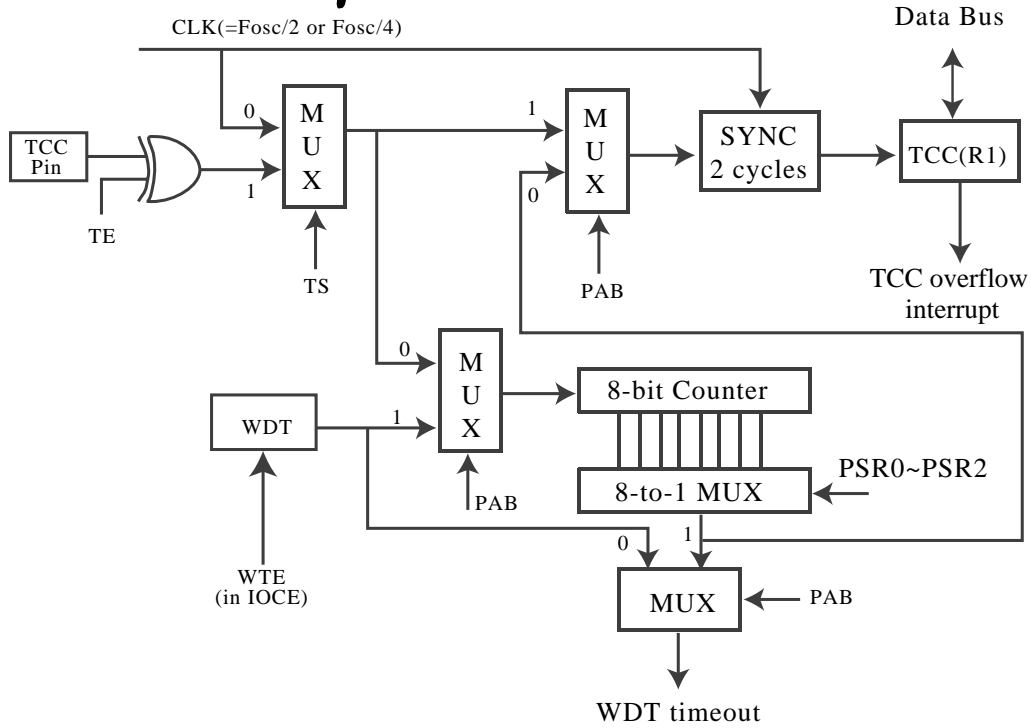 CLK(=Fosc/2 or Fosc/4)
Data Bus
0
M
U
X
1
M
U
X
SYNC
2 cycles
TCC(R1)
TCC
Pin
1
0
TE
TS
PAB
TCC overflow
interrupt
0
M
U
X
8-bit Counter
WDT
1
PSR0~PSR2
8-to-1 MUX
PAB
0
1
WTE
(in IOCE)
MUX
PAB
WDT timeout